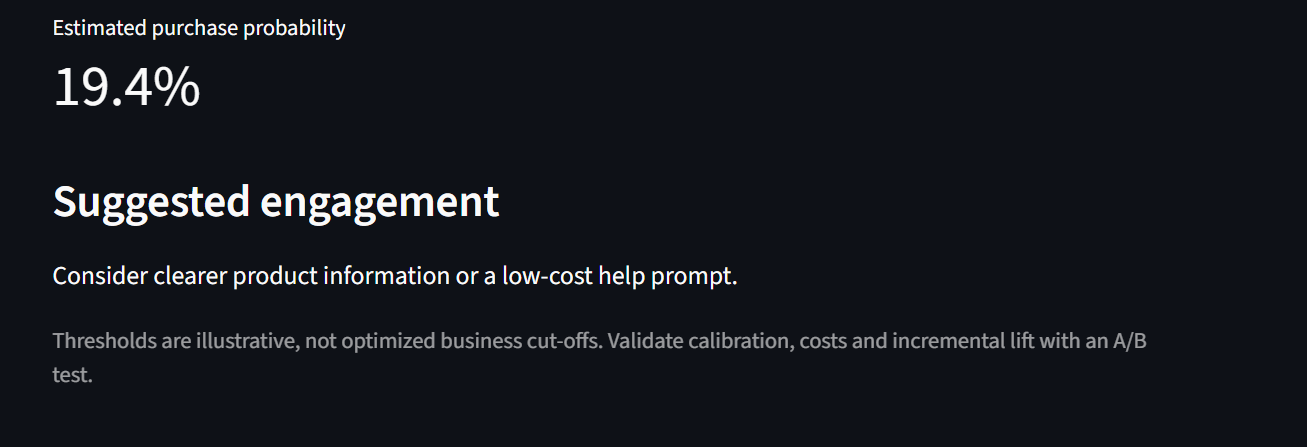 Estimated purchase probability
19.4%
Suggested engagement
Consider clearer product information or a low-cost help prompt.
Thresholds are illustrative, not optimized business cut-offs. Validate calibration, costs and incremental lift with an A/B
test.